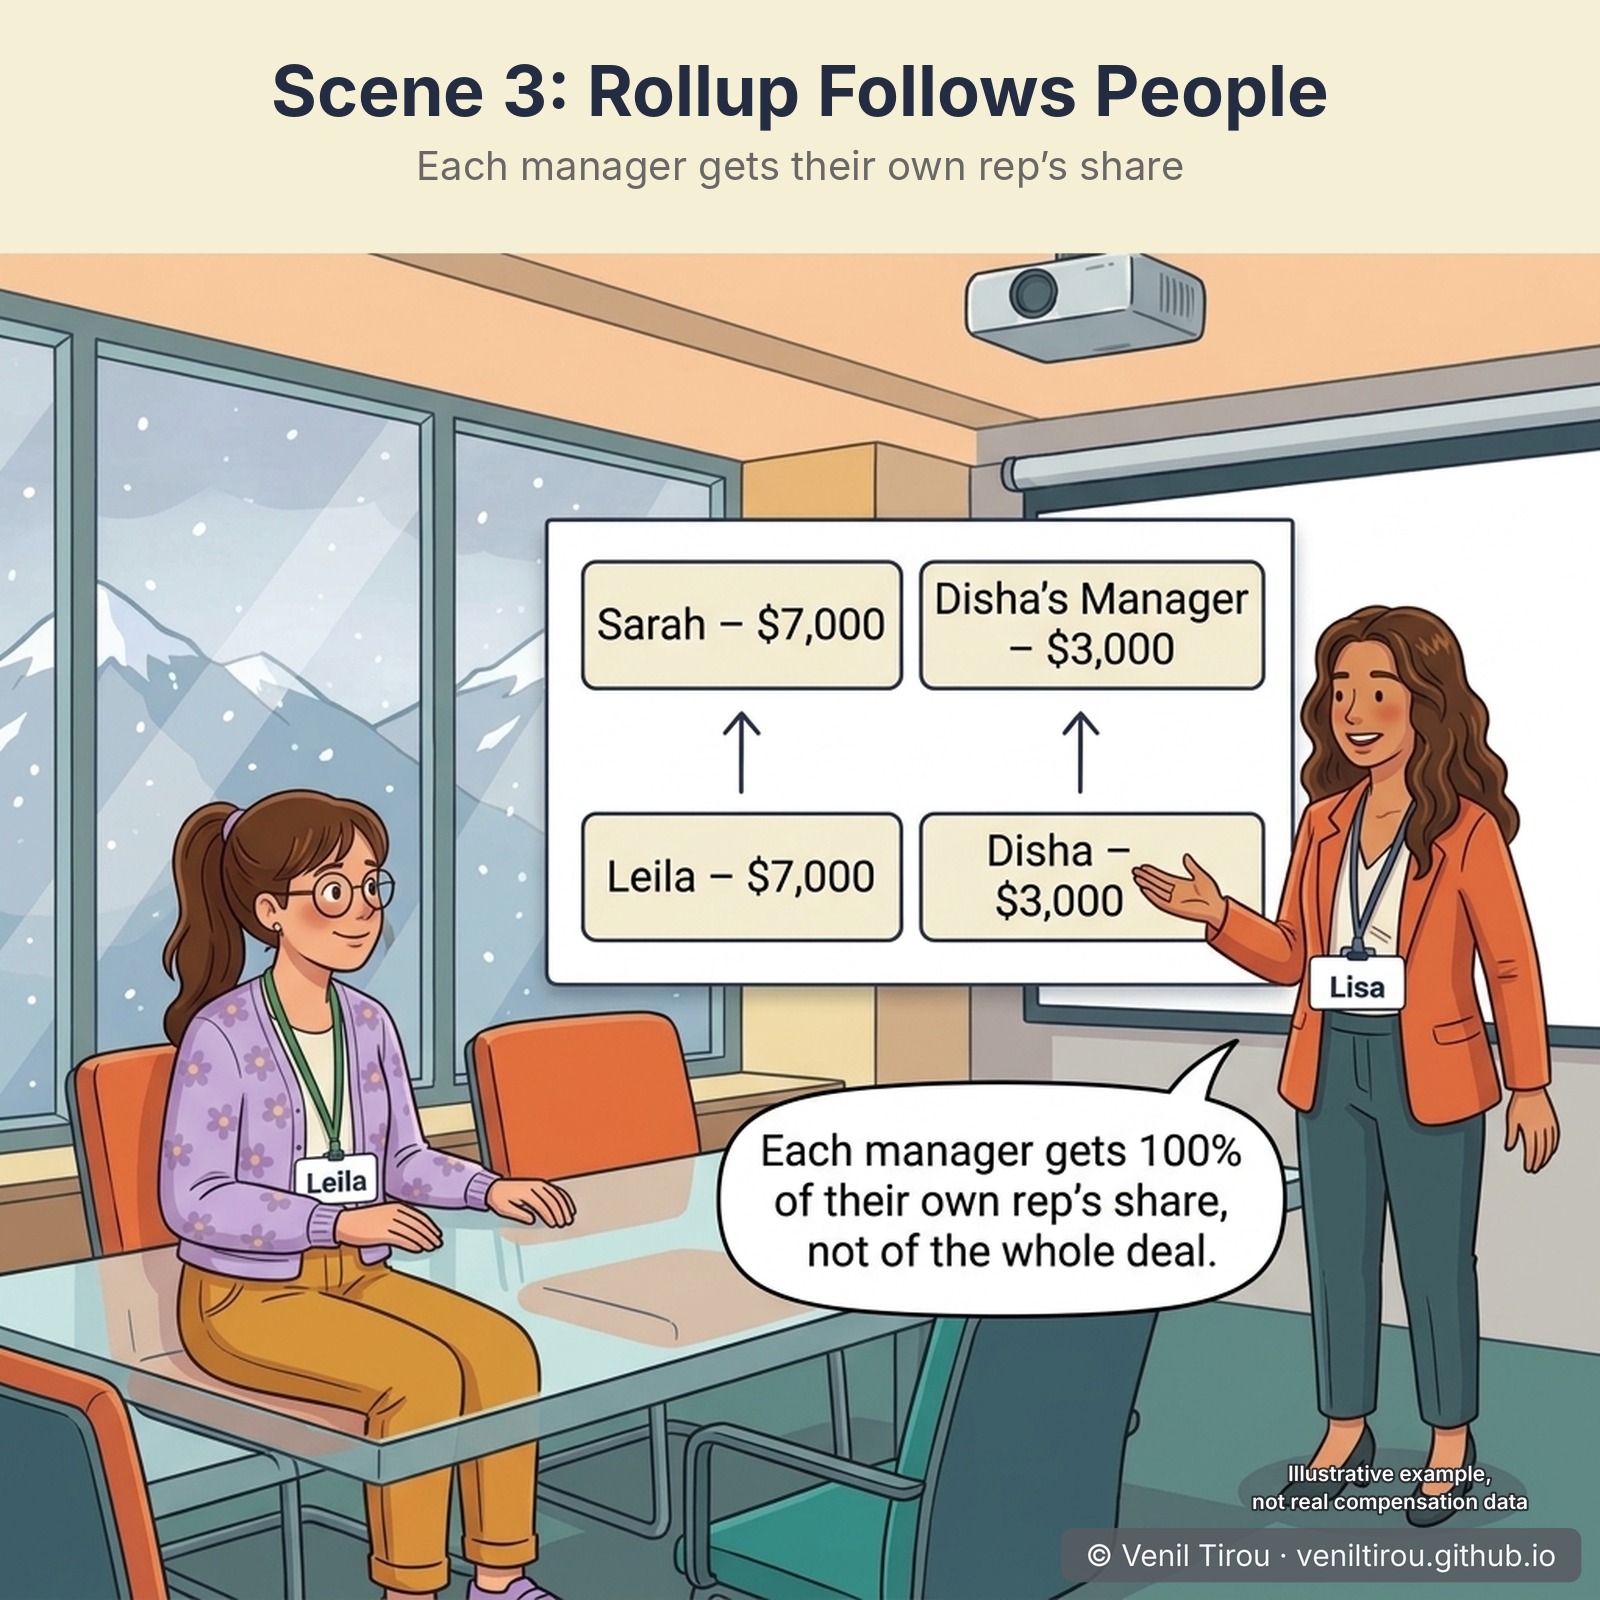 Scene 3: Rollup Follows People
Each manager gets their own rep’s share
Sarah – $7,000
Disha’s Manager
– $3,000
Leila – $7,000
Disha –
$3,000
Lisa
Leila
Each manager gets 100%
of their own rep’s share,
not of the whole deal.
Illustrative example,
not real compensation data
© Venil Tirou · veniltirou.github.io